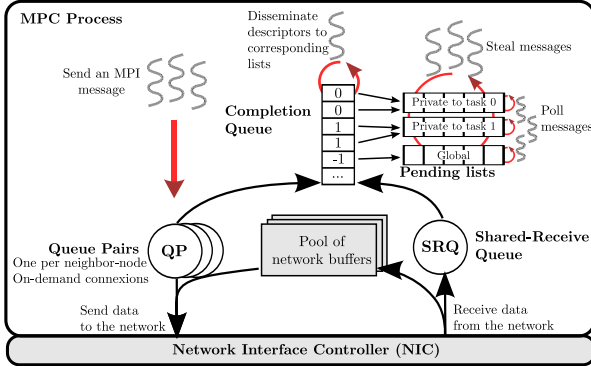 MPC Process
Disseminate
descriptors to
corresponding
lists
Steal messages
Send an MPI
message
Completion
Queue
0
0
1
1
-1
...
Private to task 0
Private to task 1
Global
Pending lists
Poll
messages
Queue Pairs
One per neighbor-node
On-demand connexions
QP
Pool of
network buffers
SRQ
Shared-Receive
Queue
Send data
to the network
Receive data
from the network
Network Interface Controller (NIC)